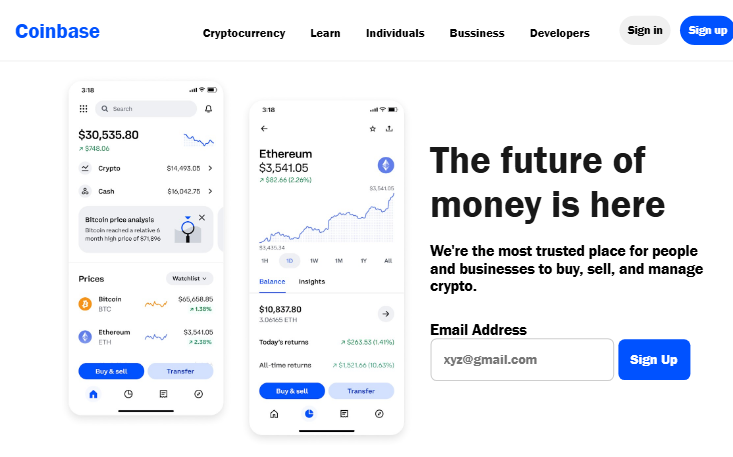 Coinbase
Cryptocurrency Learn Individuals Bussiness Developers
Sign in Sign up
3:18
Search
$30,535.80
↗ $748.06
Crypto $14,493.05
Cash $16,042.75
Bitcoin price analysis
Bitcoin reached a relative 6
month high price of $71,896
Prices Watchlist
Bitcoin $65,658.85
BTC ↗ 1.38%
Ethereum $3,541.05
ETH ↗ 2.38%
Buy & sell Transfer
3:18
Ethereum
$3,541.05
↗ $82.66 (2.26%)
$3,541.05
$3,439.34
1H 1D 1W 1M 1Y All
Balance Insights
$10,837.80
3.06165 ETH
Today's returns ↗ $263.53 (1.41%)
All-time returns ↗ $1,521.66 (10.63%)
Buy & sell Transfer
The future of
money is here
We're the most trusted place for people
and businesses to buy, sell, and manage
crypto.
Email Address
xyz@gmail.com Sign Up